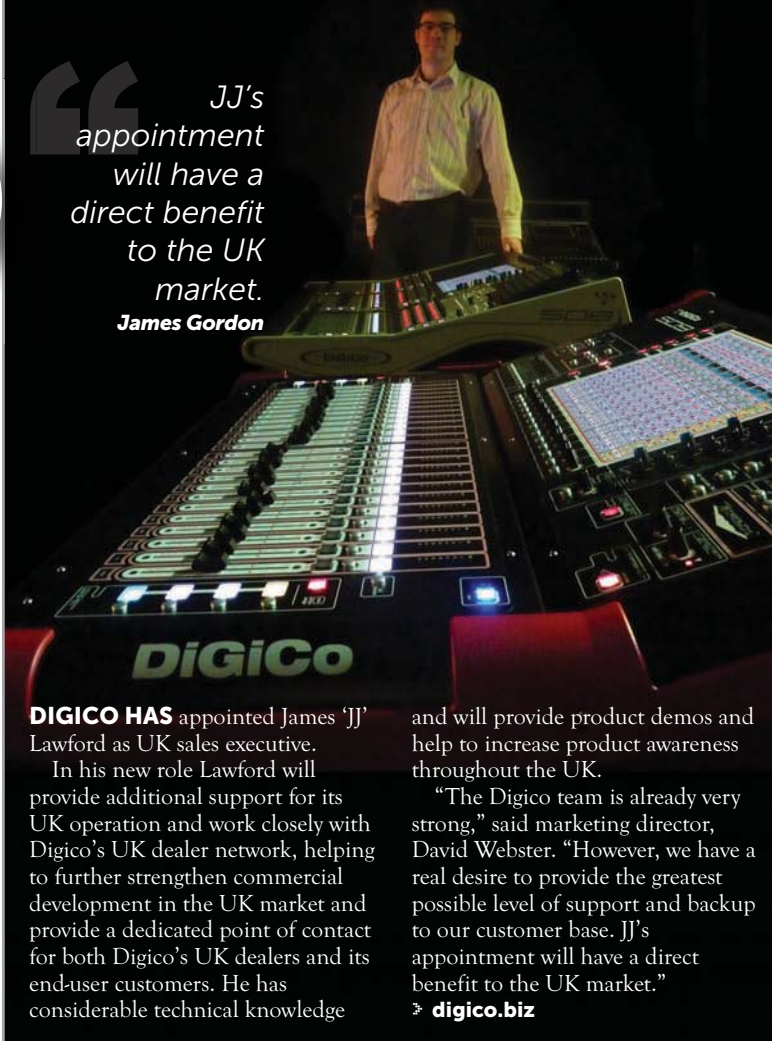 “
JJ’s
appointment
will have a
direct benefit
to the UK
market.
James Gordon
DiGiCo
DiGiCo
DIGICO HAS appointed James ‘JJ’
Lawford as UK sales executive.
In his new role Lawford will
provide additional support for its
UK operation and work closely with
Digico’s UK dealer network, helping
to further strengthen commercial
development in the UK market and
provide a dedicated point of contact
for both Digico’s UK dealers and its
end-user customers. He has
considerable technical knowledge
and will provide product demos and
help to increase product awareness
throughout the UK.
“The Digico team is already very
strong,” said marketing director,
David Webster. “However, we have a
real desire to provide the greatest
possible level of support and backup
to our customer base. JJ’s
appointment will have a direct
benefit to the UK market.”
digico.biz